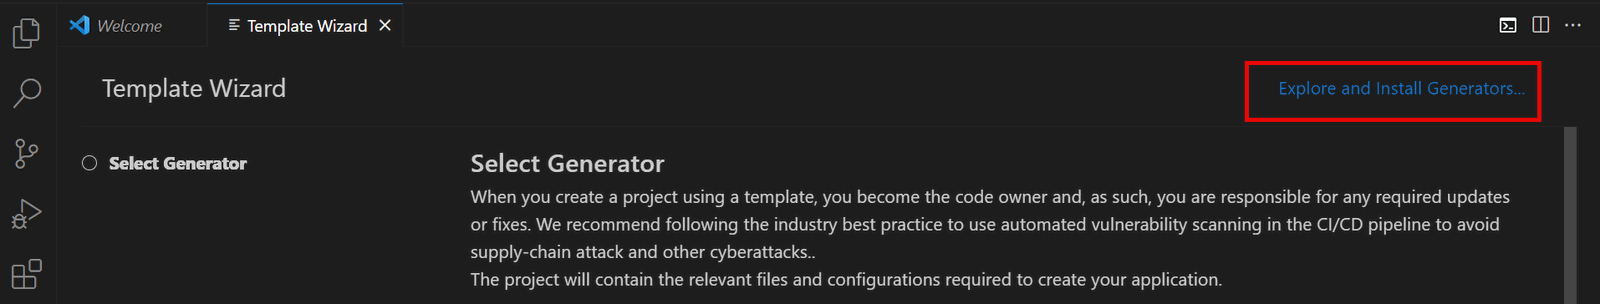 Welcome
Template Wizard
Template Wizard
Explore and Install Generators...
Select Generator
Select Generator
When you create a project using a template, you become the code owner and, as such, you are responsible for any required updates
or fixes. We recommend following the industry best practice to use automated vulnerability scanning in the CI/CD pipeline to avoid
supply-chain attack and other cyberattacks..
The project will contain the relevant files and configurations required to create your application.